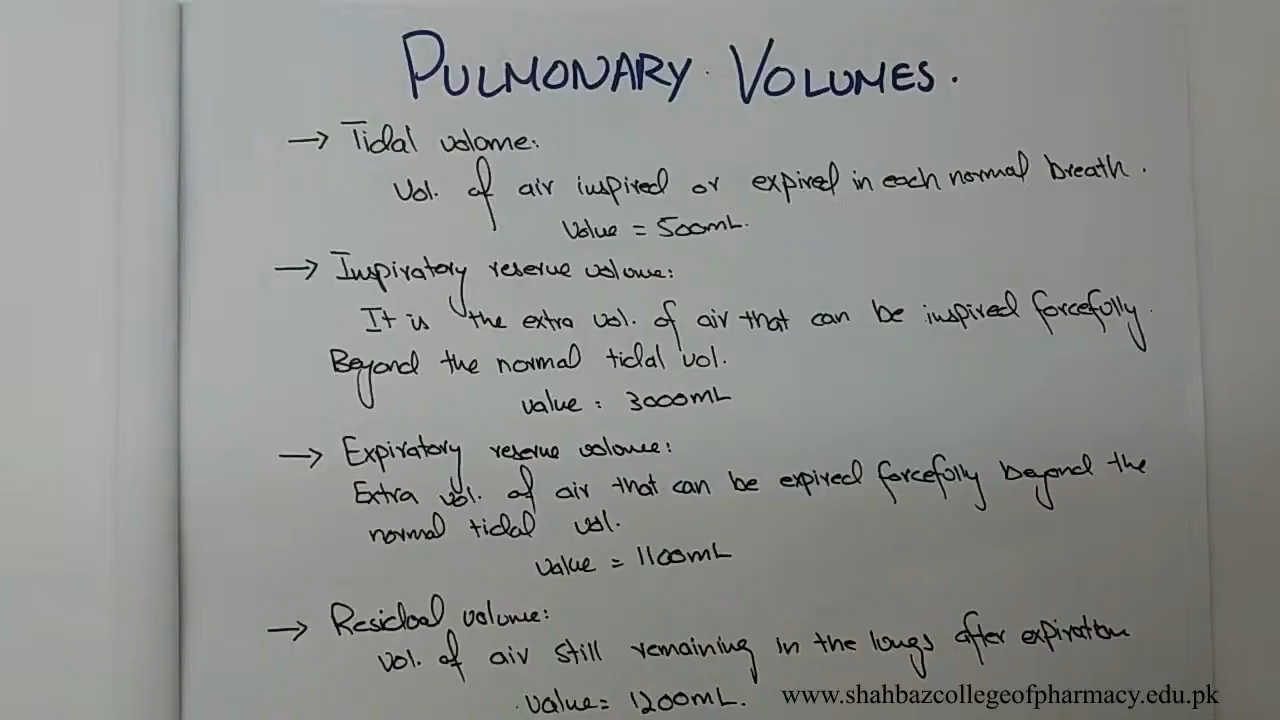 PULMONARY VOLUMES.
→ Tidal volume:
Vol. of air inspired or expired in each normal breath.
Value = 500mL.
→ Inspiratory reserve volume:
It is the extra vol. of air that can be inspired forcefully.
Beyond the normal tidal vol.
value : 3000mL
→ Expiratory reserve volume:
Extra vol. of air that can be expired forcefully beyond the
normal tidal vol.
value = 1100mL
→ Residual volume:
Vol. of air still remaining in the lungs after expiration
value = 1200mL.
www.shahbazcollegeofpharmacy.edu.pk